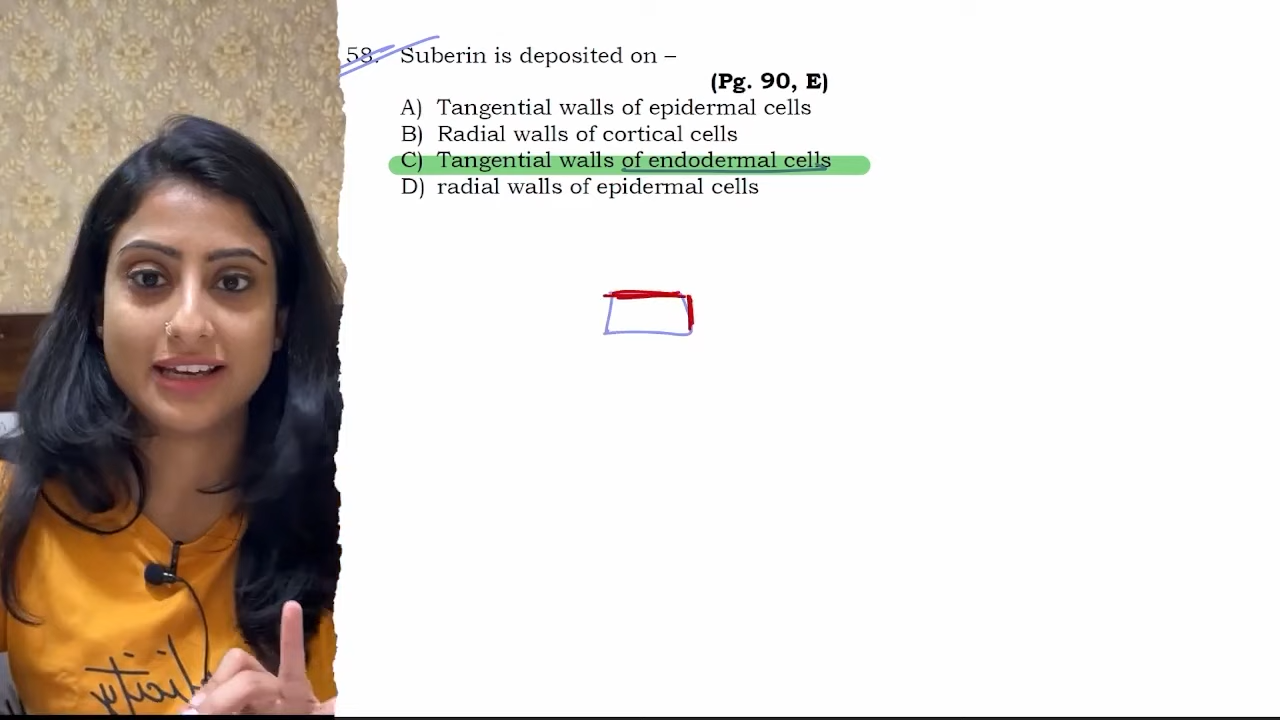 58. Suberin is deposited on –
(Pg. 90, E)
A) Tangential walls of epidermal cells
B) Radial walls of cortical cells
C) Tangential walls of endodermal cells
D) radial walls of epidermal cells